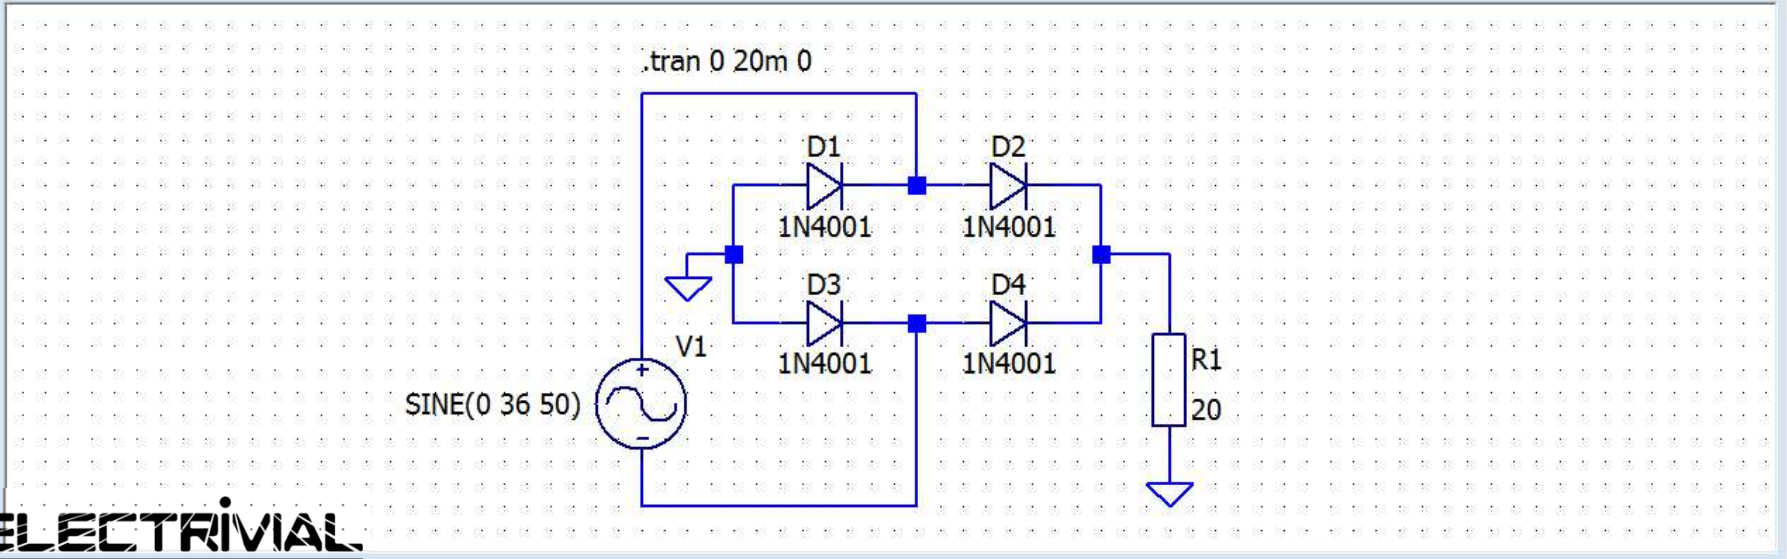 .tran 0 20m 0
D1
D2
1N4001
1N4001
D3
D4
V1
1N4001
1N4001
R1
SINE(0 36 50)
20
+
−
ELECTRIVIAL